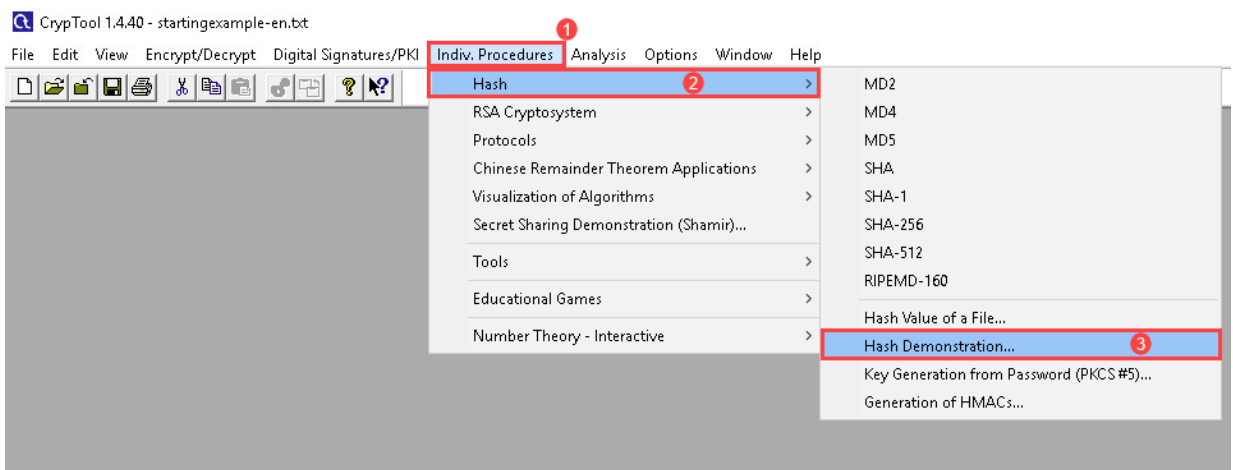 CrypTool 1.4.40 - startingexample-en.txt
1
File Edit View Encrypt/Decrypt Digital Signatures/PKI Indiv. Procedures Analysis Options Window Help
Hash 2
RSA Cryptosystem
Protocols
Chinese Remainder Theorem Applications
Visualization of Algorithms
Secret Sharing Demonstration (Shamir)...
Tools
Educational Games
Number Theory - Interactive
MD2
MD4
MD5
SHA
SHA-1
SHA-256
SHA-512
RIPEMD-160
Hash Value of a File...
Hash Demonstration... 3
Key Generation from Password (PKCS #5)...
Generation of HMACs...